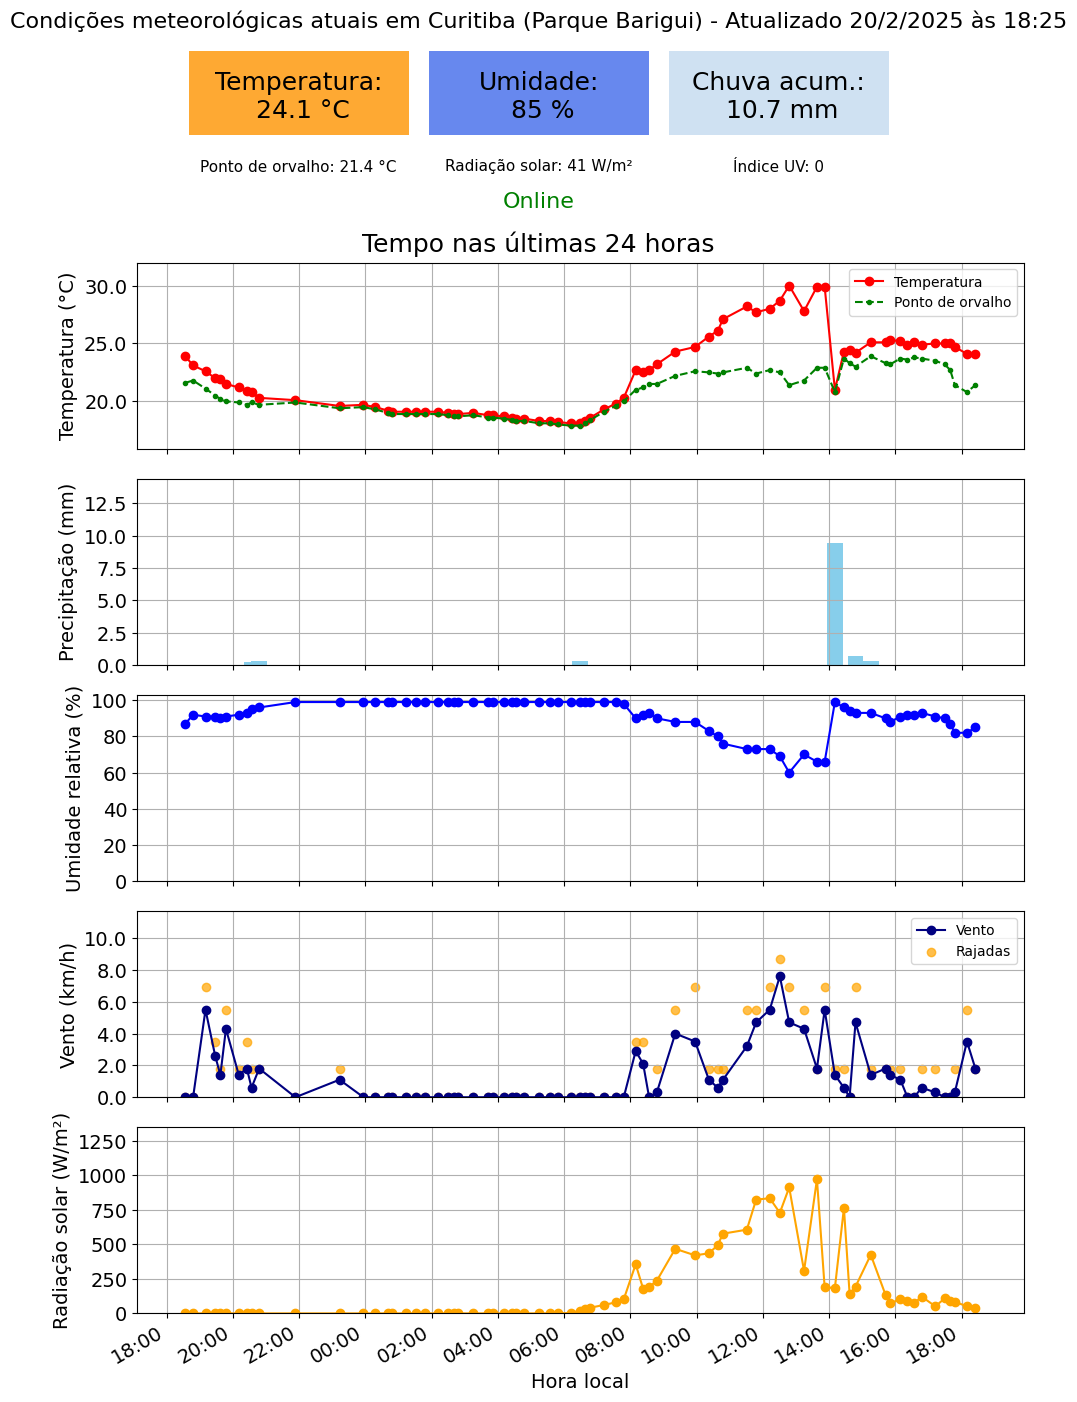 Condições meteorológicas atuais em Curitiba (Parque Barigui) - Atualizado 20/2/2025 às 18:25
Temperatura:
24.1 °C
Umidade:
85 %
Chuva acum.:
10.7 mm
Ponto de orvalho: 21.4 °C
Radiação solar: 41 W/m²
Índice UV: 0
Online
Tempo nas últimas 24 horas
Temperatura (°C)
30.0
25.0
20.0
Temperatura
Ponto de orvalho
Precipitação (mm)
12.5
10.0
7.5
5.0
2.5
0.0
Umidade relativa (%)
100
80
60
40
20
0
Vento (km/h)
10.0
8.0
6.0
4.0
2.0
0.0
Vento
Rajadas
Radiação solar (W/m²)
1250
1000
750
500
250
0
18:00 20:00 22:00 00:00 02:00 04:00 06:00 08:00 10:00 12:00 14:00 16:00 18:00
Hora local